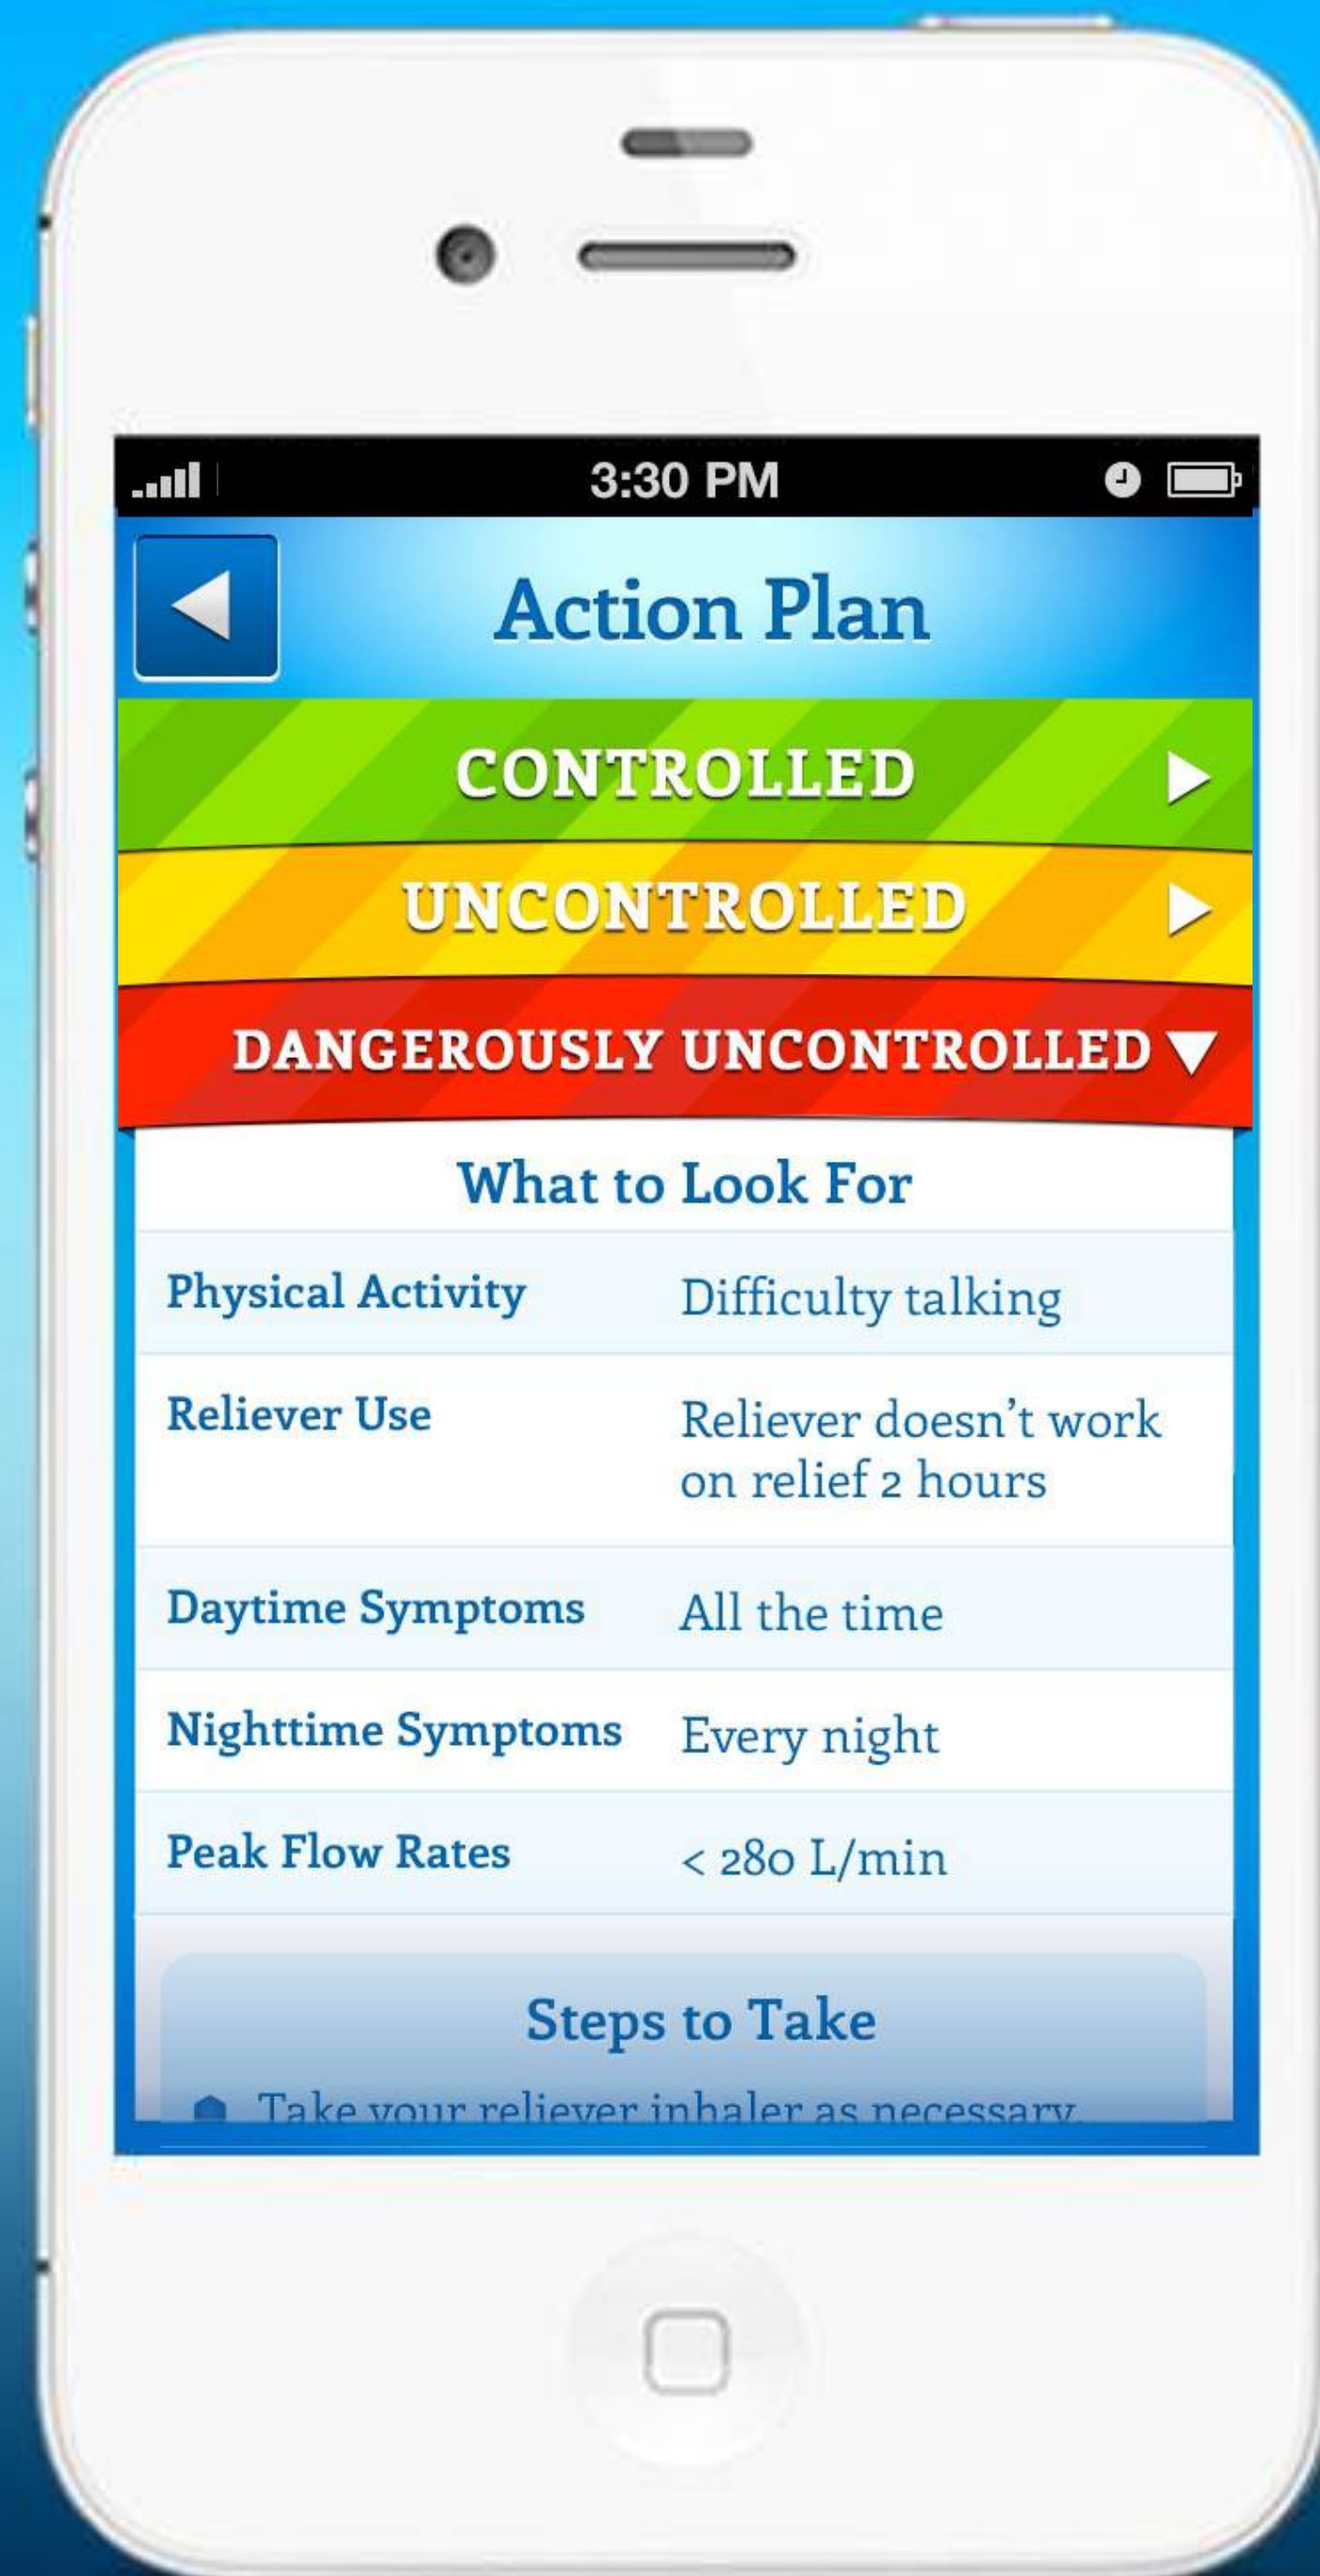 3:30 PM
Action Plan
CONTROLLED
UNCONTROLLED
DANGEROUSLY UNCONTROLLED
What to Look For
Physical Activity Difficulty talking
Reliever Use Reliever doesn't work
on relief 2 hours
Daytime Symptoms All the time
Nighttime Symptoms Every night
Peak Flow Rates < 280 L/min
Steps to Take
Take your reliever inhaler as necessary.